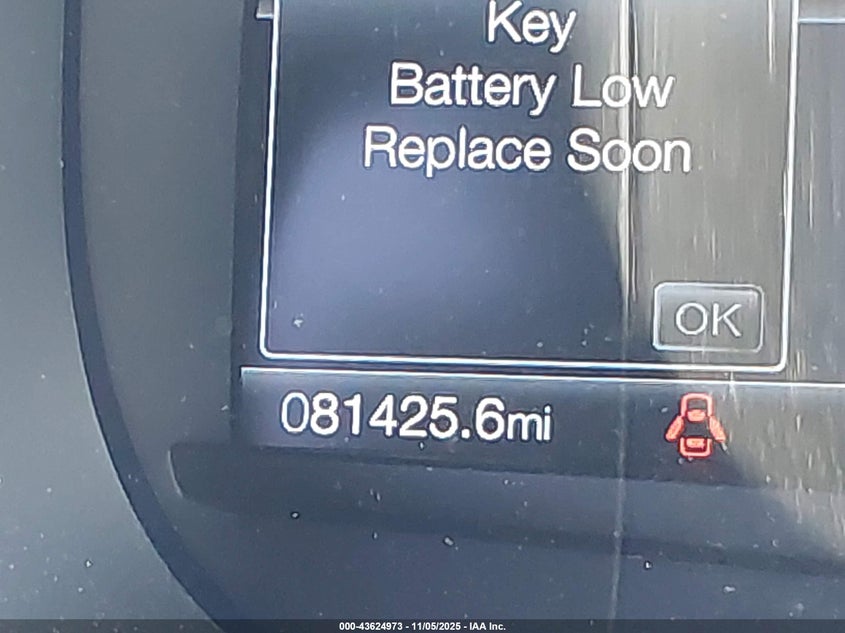 Key
Battery Low
Replace Soon
OK
081425.6mi
000-43624973 - 11/05/2025 - IAA Inc.